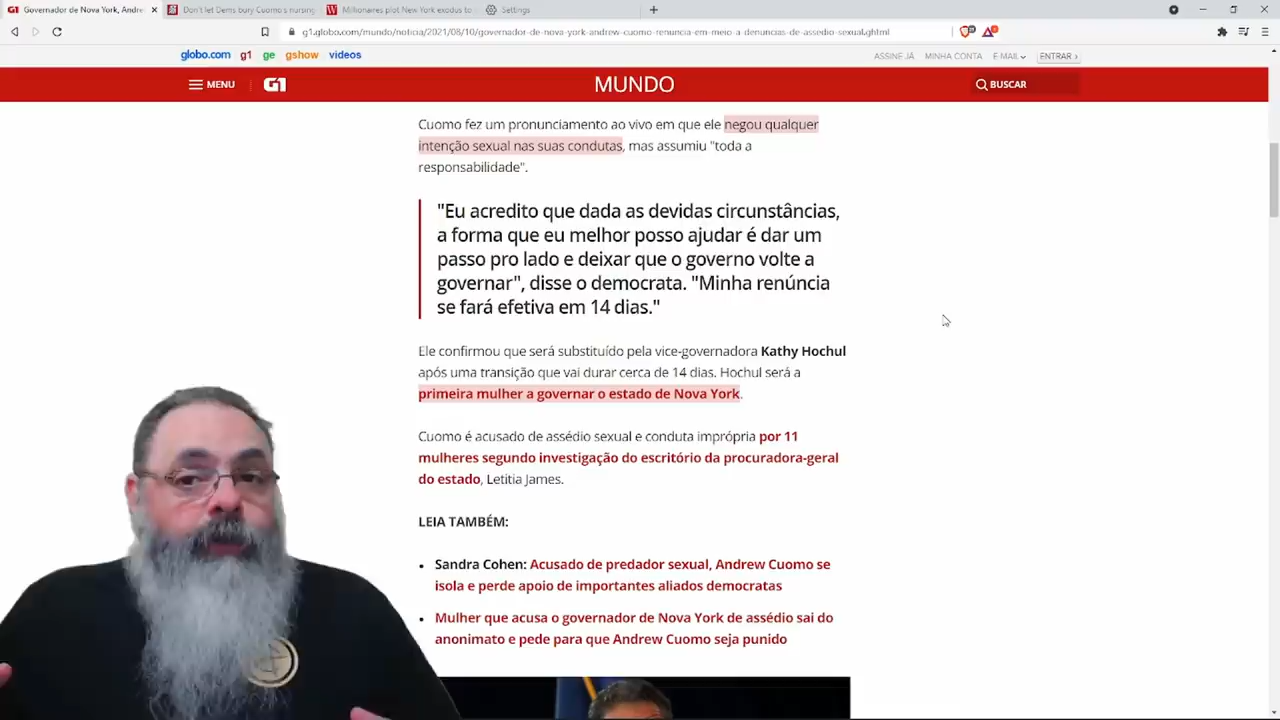 G1 Governador de Nova York, Andre
Don't let Dems bury Cuomo's nursing
Millionaires plot New York exodus to
Settings
g1.globo.com/mundo/noticia/2021/08/10/governador-de-nova-york-andrew-cuomo-renuncia-em-meio-a-denuncias-de-assedio-sexual.ghtml
globo.com g1 ge gshow videos
ASSINE JÁ MINHA CONTA E-MAIL ENTRAR ›
MENU G1 MUNDO BUSCAR
Cuomo fez um pronunciamento ao vivo em que ele negou qualquer
intenção sexual nas suas condutas, mas assumiu "toda a
responsabilidade".
"Eu acredito que dada as devidas circunstâncias,
a forma que eu melhor posso ajudar é dar um
passo pro lado e deixar que o governo volte a
governar", disse o democrata. "Minha renúncia
se fará efetiva em 14 dias."
Ele confirmou que será substituído pela vice-governadora Kathy Hochul
após uma transição que vai durar cerca de 14 dias. Hochul será a
primeira mulher a governar o estado de Nova York.
Cuomo é acusado de assédio sexual e conduta imprópria por 11
mulheres segundo investigação do escritório da procuradora-geral
do estado, Letitia James.
LEIA TAMBÉM:
• Sandra Cohen: Acusado de predador sexual, Andrew Cuomo se
isola e perde apoio de importantes aliados democratas
• Mulher que acusa o governador de Nova York de assédio sai do
anonimato e pede para que Andrew Cuomo seja punido